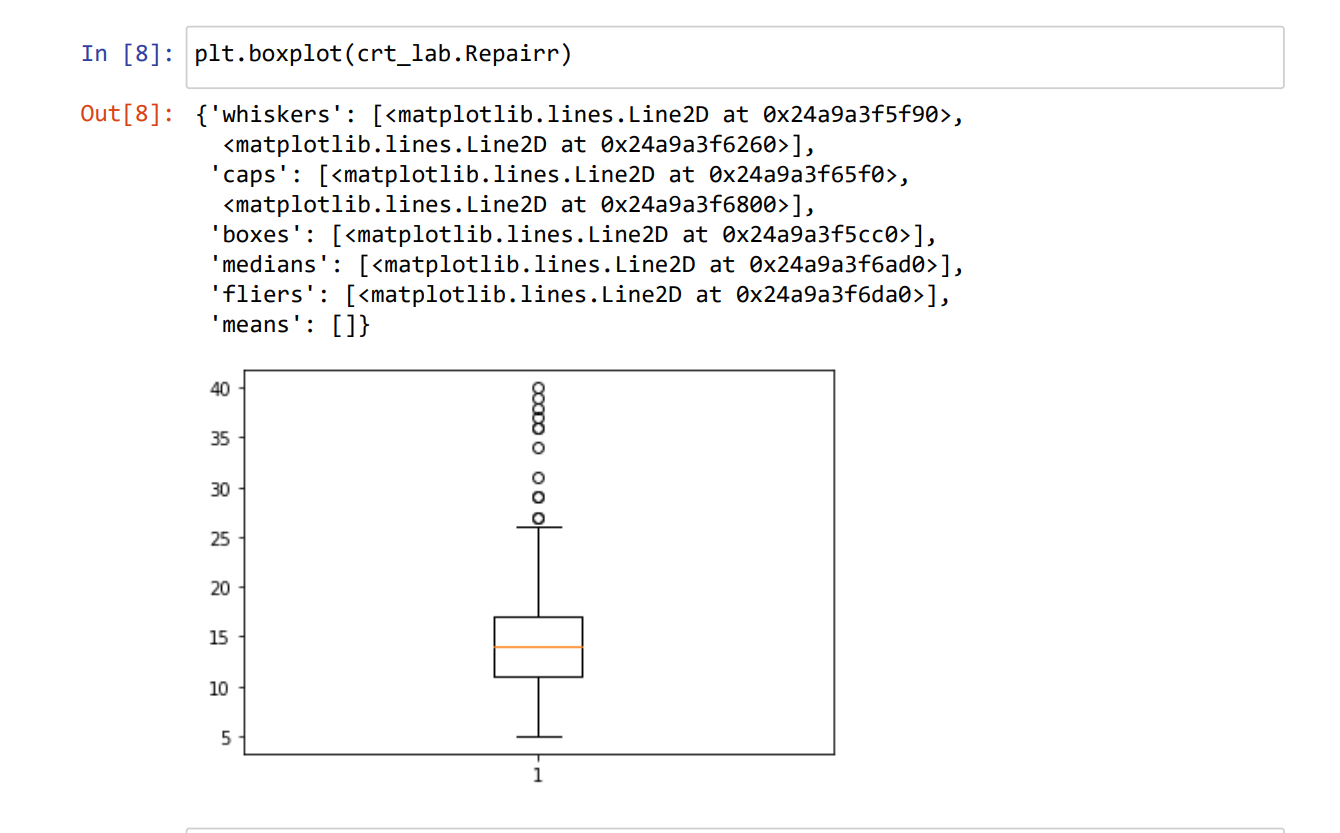 In [8]: plt.boxplot(crt_lab.Repairr)
Out[8]: {'whiskers': [<matplotlib.lines.Line2D at 0x24a9a3f5f90>,
<matplotlib.lines.Line2D at 0x24a9a3f6260>],
'caps': [<matplotlib.lines.Line2D at 0x24a9a3f65f0>,
<matplotlib.lines.Line2D at 0x24a9a3f6800>],
'boxes': [<matplotlib.lines.Line2D at 0x24a9a3f5cc0>],
'medians': [<matplotlib.lines.Line2D at 0x24a9a3f6ad0>],
'fliers': [<matplotlib.lines.Line2D at 0x24a9a3f6da0>],
'means': []}
40
35
30
25
20
15
10
5
1